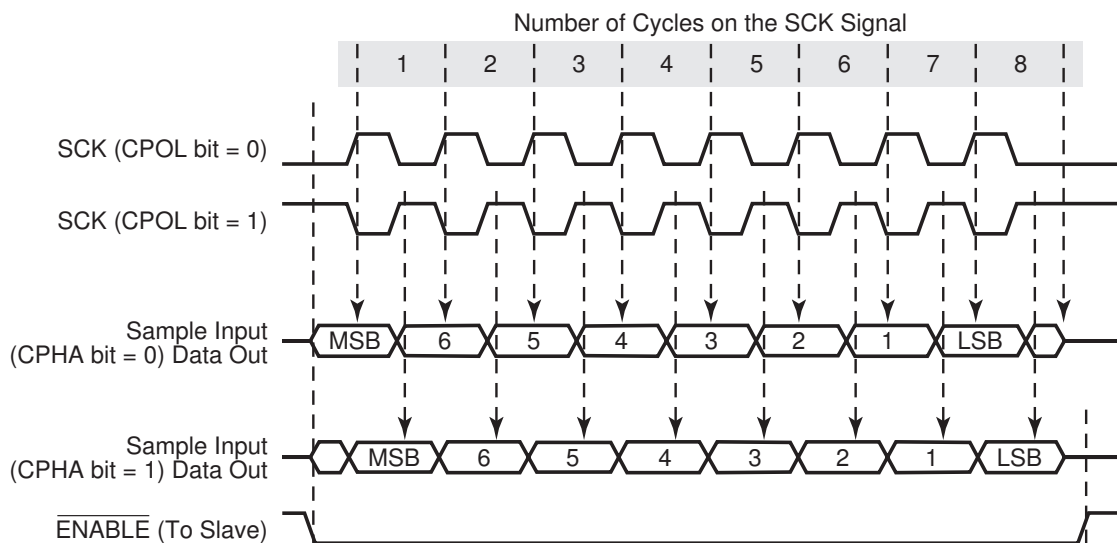 Number of Cycles on the SCK Signal
1 2 3 4 5 6 7 8
SCK (CPOL bit = 0)
SCK (CPOL bit = 1)
Sample Input
(CPHA bit = 0) Data Out
MSB 6 5 4 3 2 1 LSB
Sample Input
(CPHA bit = 1) Data Out
MSB 6 5 4 3 2 1 LSB
ENABLE (To Slave)